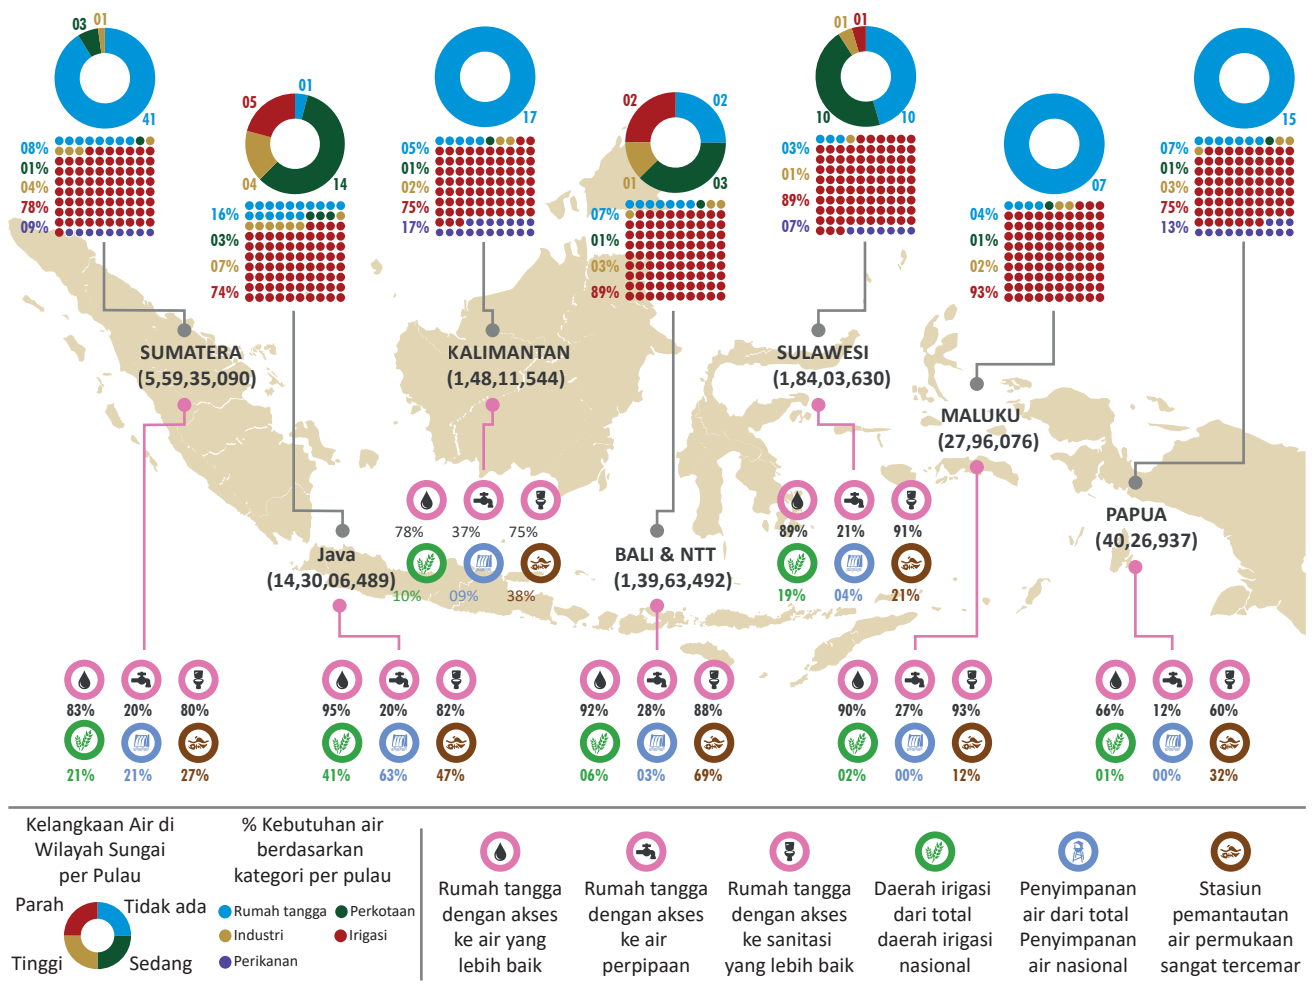 03
01
41
08%
01%
04%
78%
09%
SUMATERA
(5,59,35,090)
83%
20%
80%
21%
21%
27%
05
01
04
14
16%
03%
07%
74%
Java
(14,30,06,489)
95%
20%
82%
41%
63%
47%
17
05%
01%
02%
75%
17%
KALIMANTAN
(1,48,11,544)
78%
37%
75%
10%
09%
38%
02
02
01
03
07%
01%
03%
89%
BALI & NTT
(1,39,63,492)
92%
28%
88%
06%
03%
69%
01
01
10
10
03%
01%
89%
07%
SULAWESI
(1,84,03,630)
89%
21%
91%
19%
04%
21%
07
04%
01%
02%
93%
MALUKU
(27,96,076)
90%
27%
93%
02%
00%
12%
15
07%
01%
03%
75%
13%
PAPUA
(40,26,937)
66%
12%
60%
01%
00%
32%
Kelangkaan Air di
Wilayah Sungai
per Pulau
Parah
Tidak ada
Tinggi
Sedang
% Kebutuhan air
berdasarkan
kategori per pulau
Rumah tangga
Perkotaan
Industri
Irigasi
Perikanan
Rumah tangga
dengan akses
ke air yang
lebih baik
Rumah tangga
dengan akses
ke air
perpipaan
Rumah tangga
dengan akses
ke sanitasi
yang lebih baik
Daerah irigasi
dari total
daerah irigasi
nasional
Penyimpanan
air dari total
Penyimpanan
air nasional
Stasiun
pemantautan
air permukaan
sangat tercemar